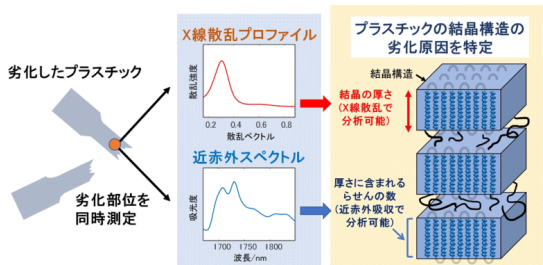 劣化したプラスチック
劣化部位を
同時測定
X線散乱プロファイル
散乱強度
0.2 0.4 0.6 0.8
散乱ベクトル
近赤外スペクトル
吸光度
1700 1750 1800
波長/nm
プラスチックの結晶構造の
劣化原因を特定
結晶構造
結晶の厚さ
(X線散乱で
分析可能)
厚さに含まれる
らせんの数
(近赤外吸収で
分析可能)